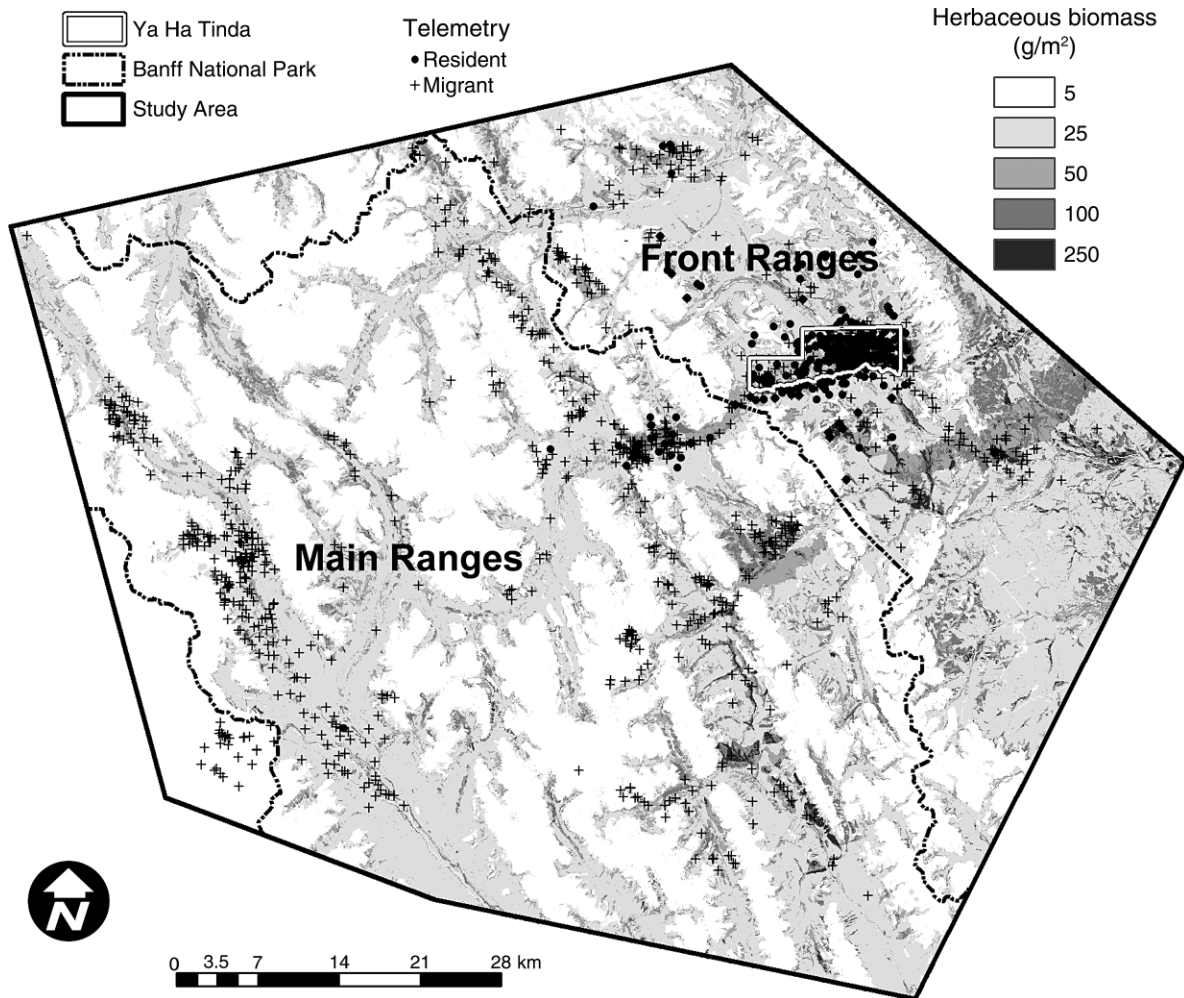 Ya Ha Tinda
Banff National Park
Study Area
Telemetry
Resident
Migrant
Herbaceous biomass
(g/m²)
5
25
50
100
250
Front Ranges
Main Ranges
N
0 3.5 7 14 21 28 km